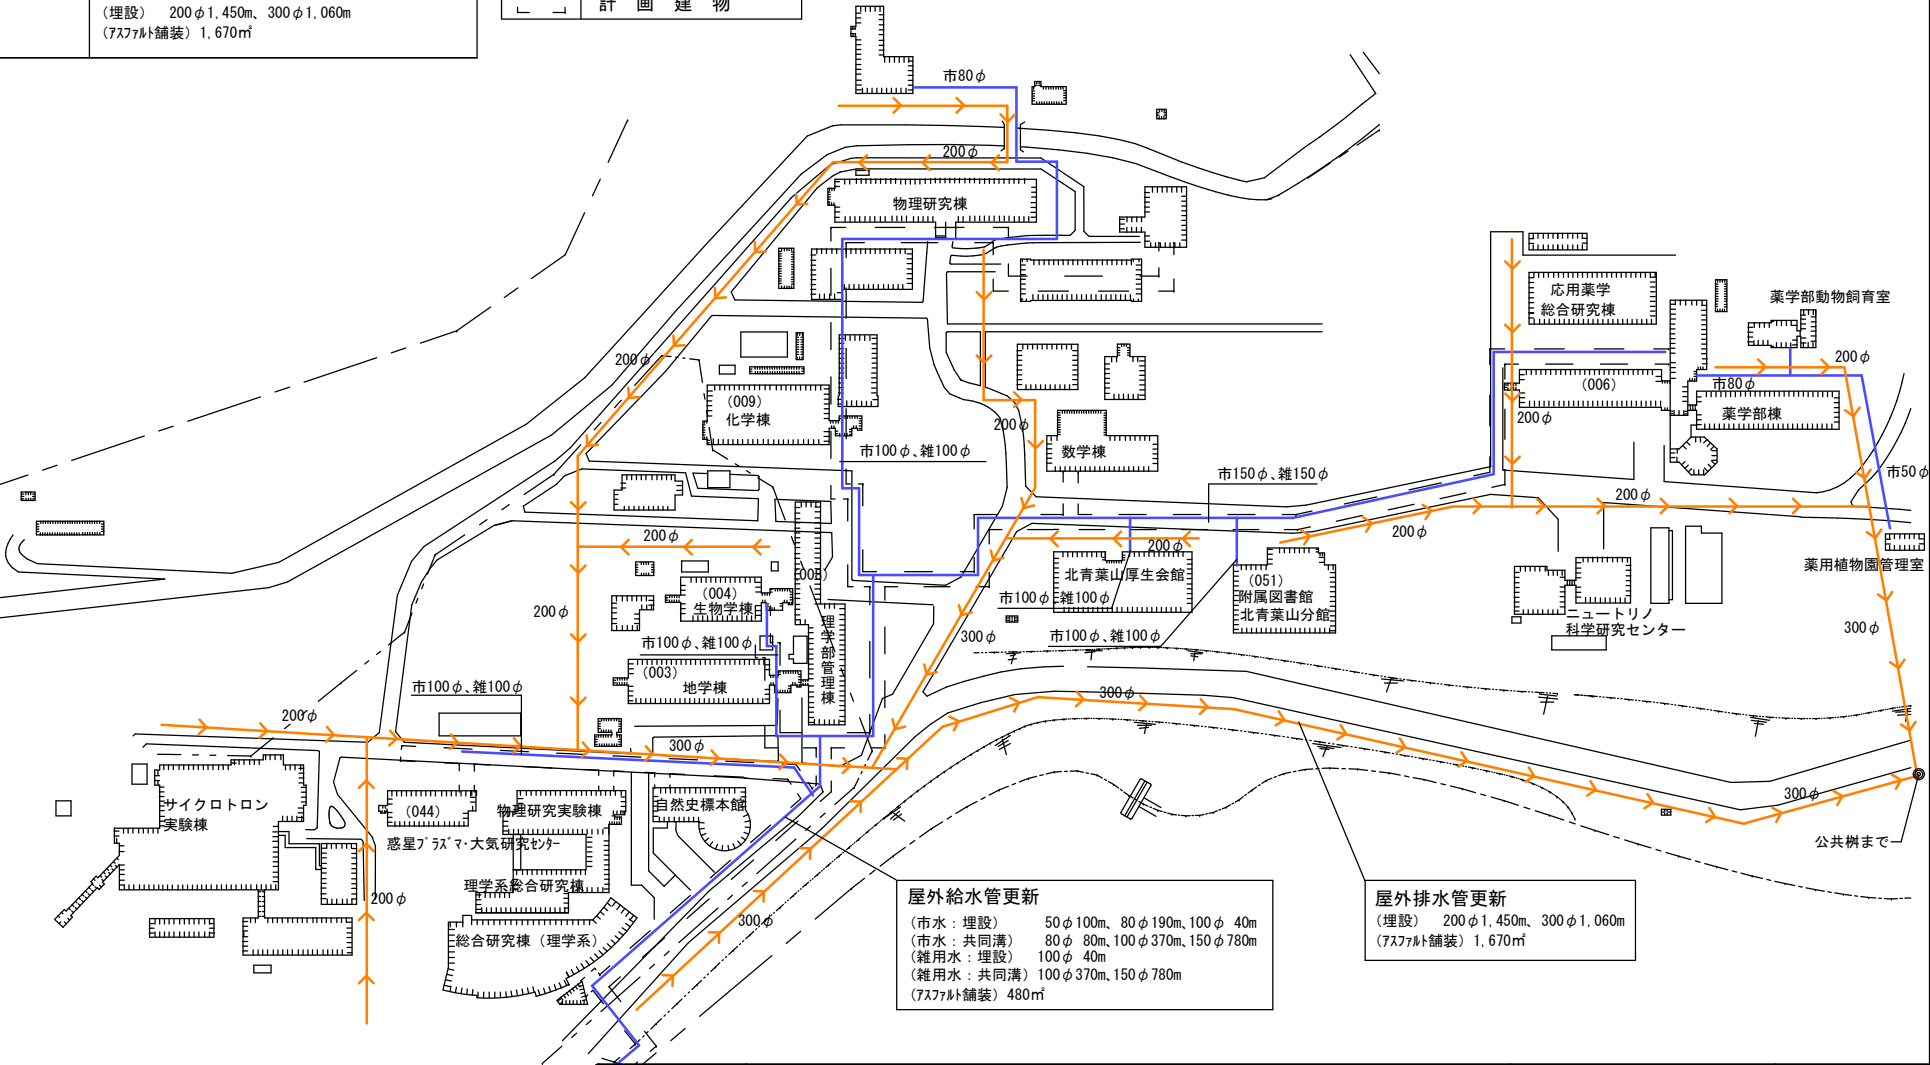 (埋設) 200φ1,450m、300φ1,060m
(アスファルト舗装) 1,670㎡
計画建物
市80φ
200φ
物理研究棟
応用薬学
総合研究棟
薬学部動物飼育室
200φ
200φ
(006)
市80φ
薬学部棟
(009)
化学棟
200φ
200φ
数学棟
市100φ、雑100φ
市150φ、雑150φ
市50φ
200φ
200φ
200φ
200φ
北青葉山厚生会館
(051)
附属図書館
北青葉山分館
薬用植物園管理室
(004)
生物学棟
200φ
市100φ、雑100φ
ニュートリノ
科学研究センター
300φ
300φ
市100φ、雑100φ
市100φ、雑100φ
理学部管理棟
(003)
地学棟
市100φ、雑100φ
300φ
200φ
300φ
300φ
サイクロトロン
実験棟
(044)
物理研究実験棟
自然史標本館
惑星プラズマ・大気研究センター
公共桝まで
理学系総合研究棟
200φ
300φ
総合研究棟(理学系)
屋外給水管更新
(市水:埋設) 50φ100m、80φ190m、100φ 40m
(市水:共同溝) 80φ 80m、100φ370m、150φ780m
(雑用水:埋設) 100φ 40m
(雑用水:共同溝) 100φ370m、150φ780m
(アスファルト舗装) 480㎡
屋外排水管更新
(埋設) 200φ1,450m、300φ1,060m
(アスファルト舗装) 1,670㎡